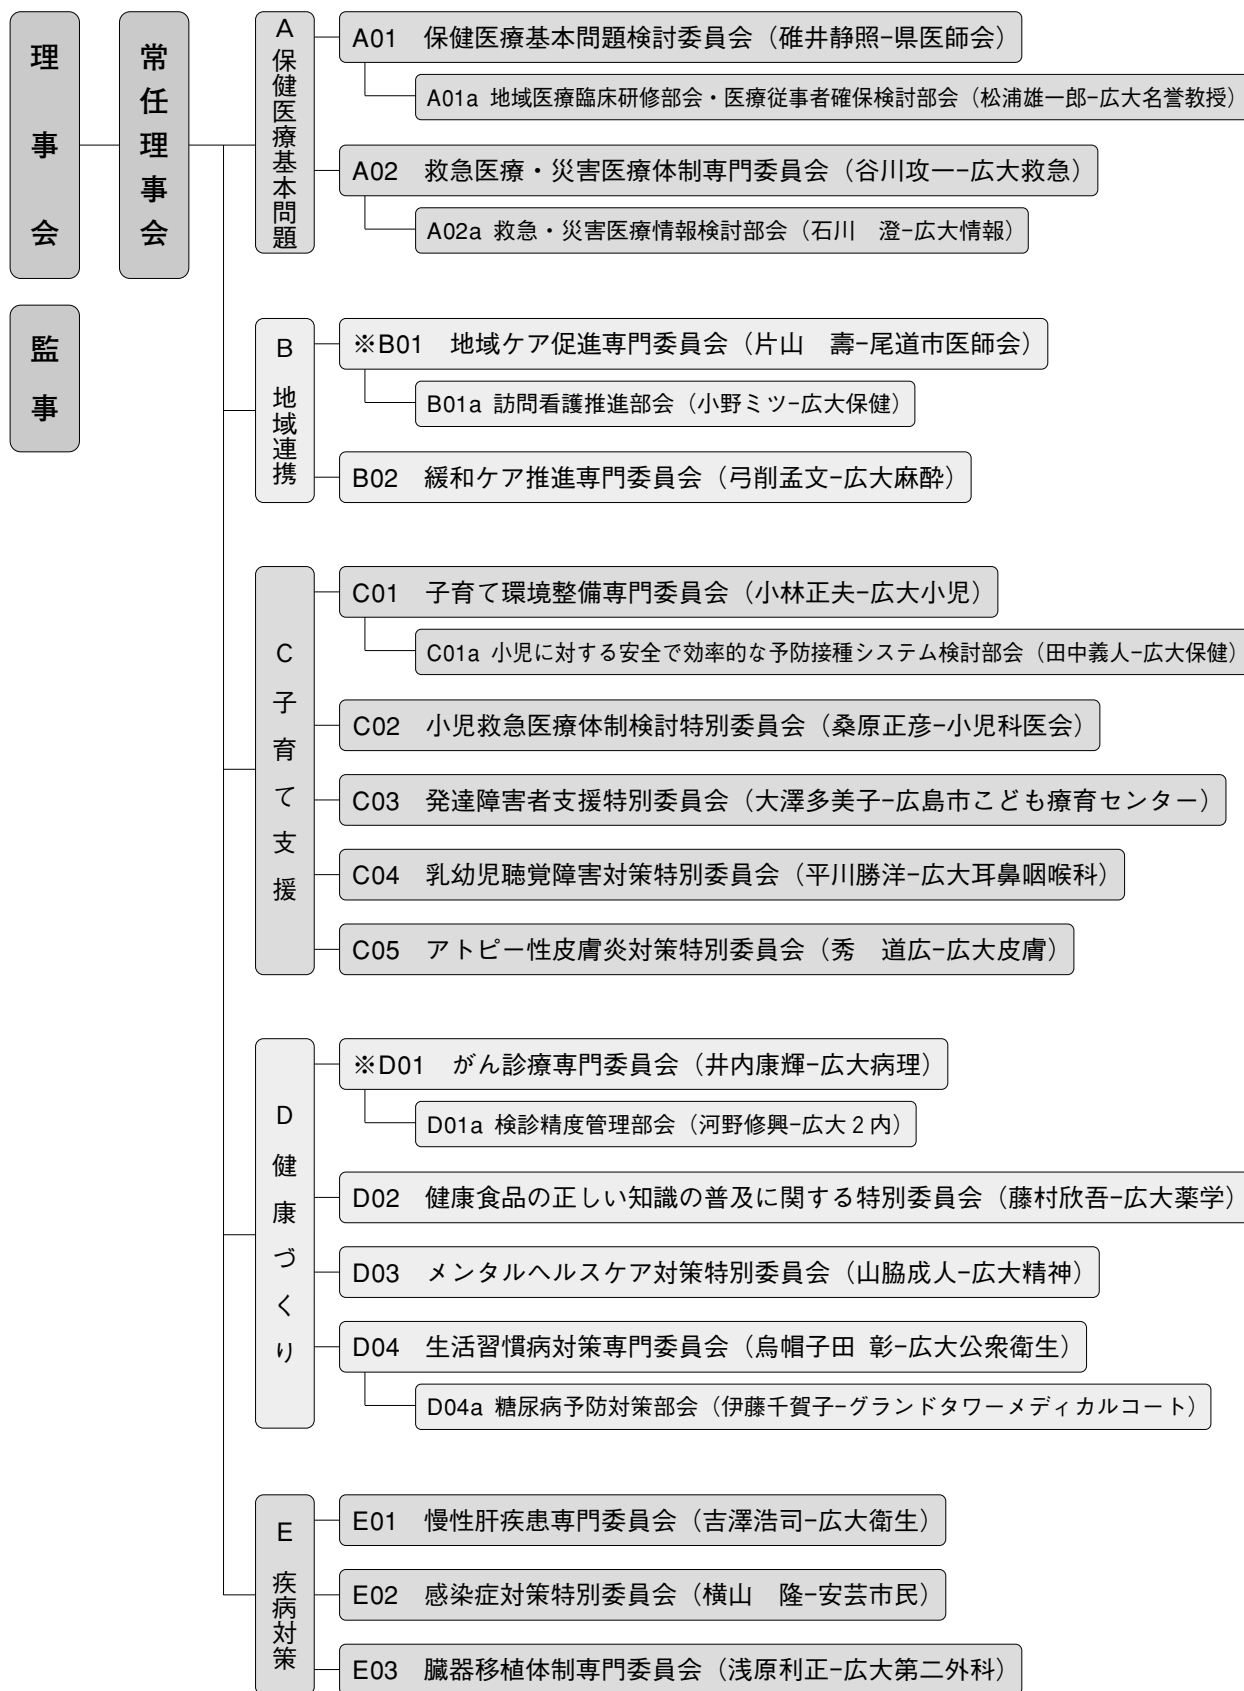 理事会
常任理事会
監事
A 保健医療基本問題
A01　保健医療基本問題検討委員会（碓井静照−県医師会）
A01a 地域医療臨床研修部会・医療従事者確保検討部会（松浦雄一郎−広大名誉教授）
A02　救急医療・災害医療体制専門委員会（谷川攻一−広大救急）
A02a 救急・災害医療情報検討部会（石川　澄−広大情報）
B 地域連携
※B01　地域ケア促進専門委員会（片山　壽−尾道市医師会）
B01a 訪問看護推進部会（小野ミツ−広大保健）
B02　緩和ケア推進専門委員会（弓削孟文−広大麻酔）
C 子育て支援
C01　子育て環境整備専門委員会（小林正夫−広大小児）
C01a 小児に対する安全で効率的な予防接種システム検討部会（田中義人−広大保健）
C02　小児救急医療体制検討特別委員会（桑原正彦−小児科医会）
C03　発達障害者支援特別委員会（大澤多美子−広島市こども療育センター）
C04　乳幼児聴覚障害対策特別委員会（平川勝洋−広大耳鼻咽喉科）
C05　アトピー性皮膚炎対策特別委員会（秀　道広−広大皮膚）
D 健康づくり
※D01　がん診療専門委員会（井内康輝−広大病理）
D01a 検診精度管理部会（河野修興−広大２内）
D02　健康食品の正しい知識の普及に関する特別委員会（藤村欣吾−広大薬学）
D03　メンタルヘルスケア対策特別委員会（山脇成人−広大精神）
D04　生活習慣病対策専門委員会（烏帽子田 彰−広大公衆衛生）
D04a 糖尿病予防対策部会（伊藤千賀子−グランドタワーメディカルコート）
E 疾病対策
E01　慢性肝疾患専門委員会（吉澤浩司−広大衛生）
E02　感染症対策特別委員会（横山　隆−安芸市民）
E03　臓器移植体制専門委員会（浅原利正−広大第二外科）